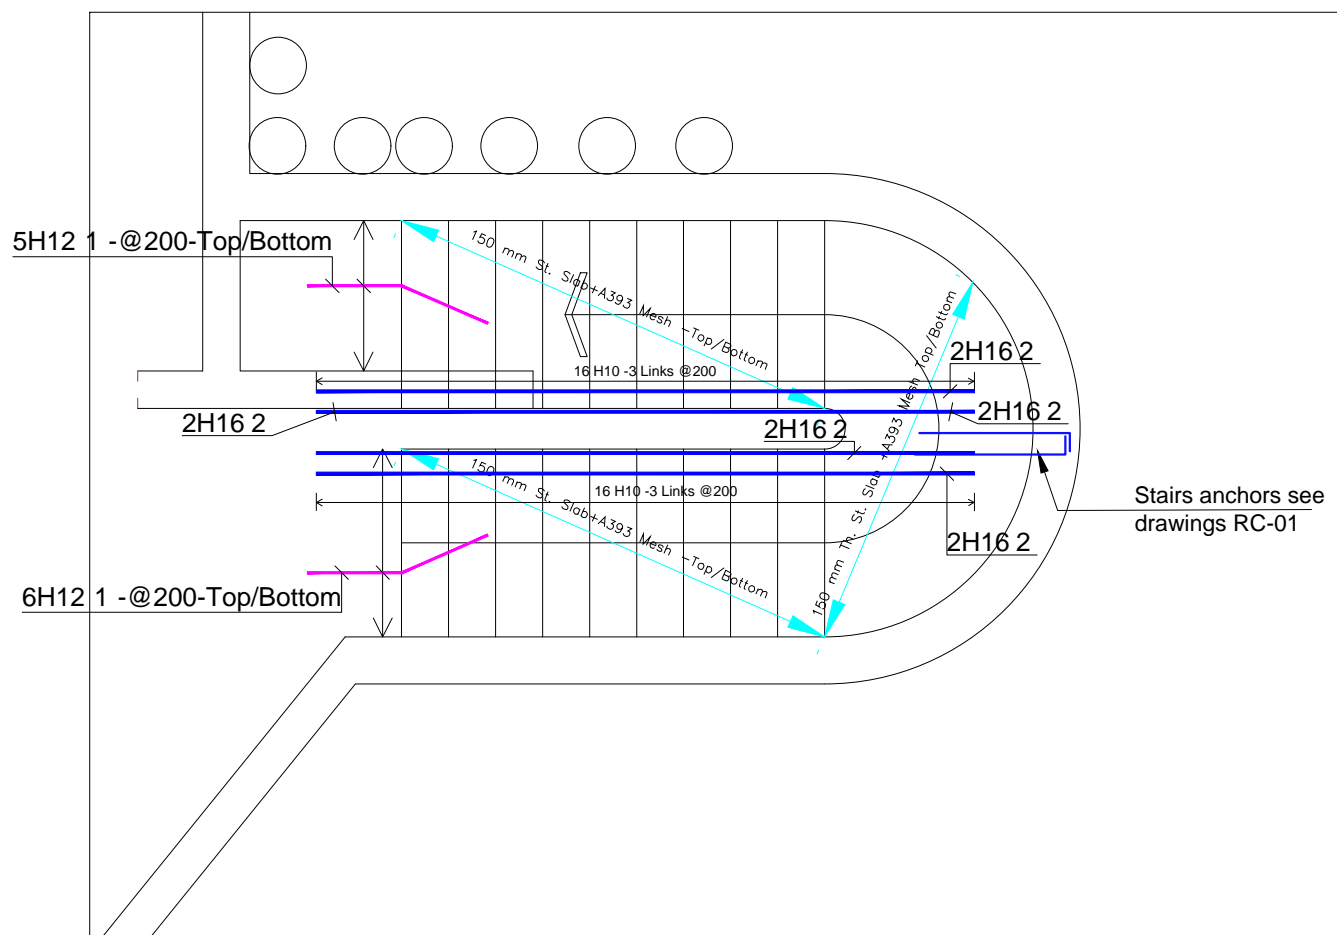 5H12 1 -@200-Top/Bottom
150 mm St. Slab+A393 Mesh -Top/Bottom
150 mm Th. St. Slab +A393 Mesh Top/Bottom
2H16 2
16 H10 -3 Links @200
2H16 2
2H16 2
2H16 2
150 mm St. Slab+A393 Mesh -Top/Bottom
16 H10 -3 Links @200
Stairs anchors see
drawings RC-01
2H16 2
6H12 1 -@200-Top/Bottom